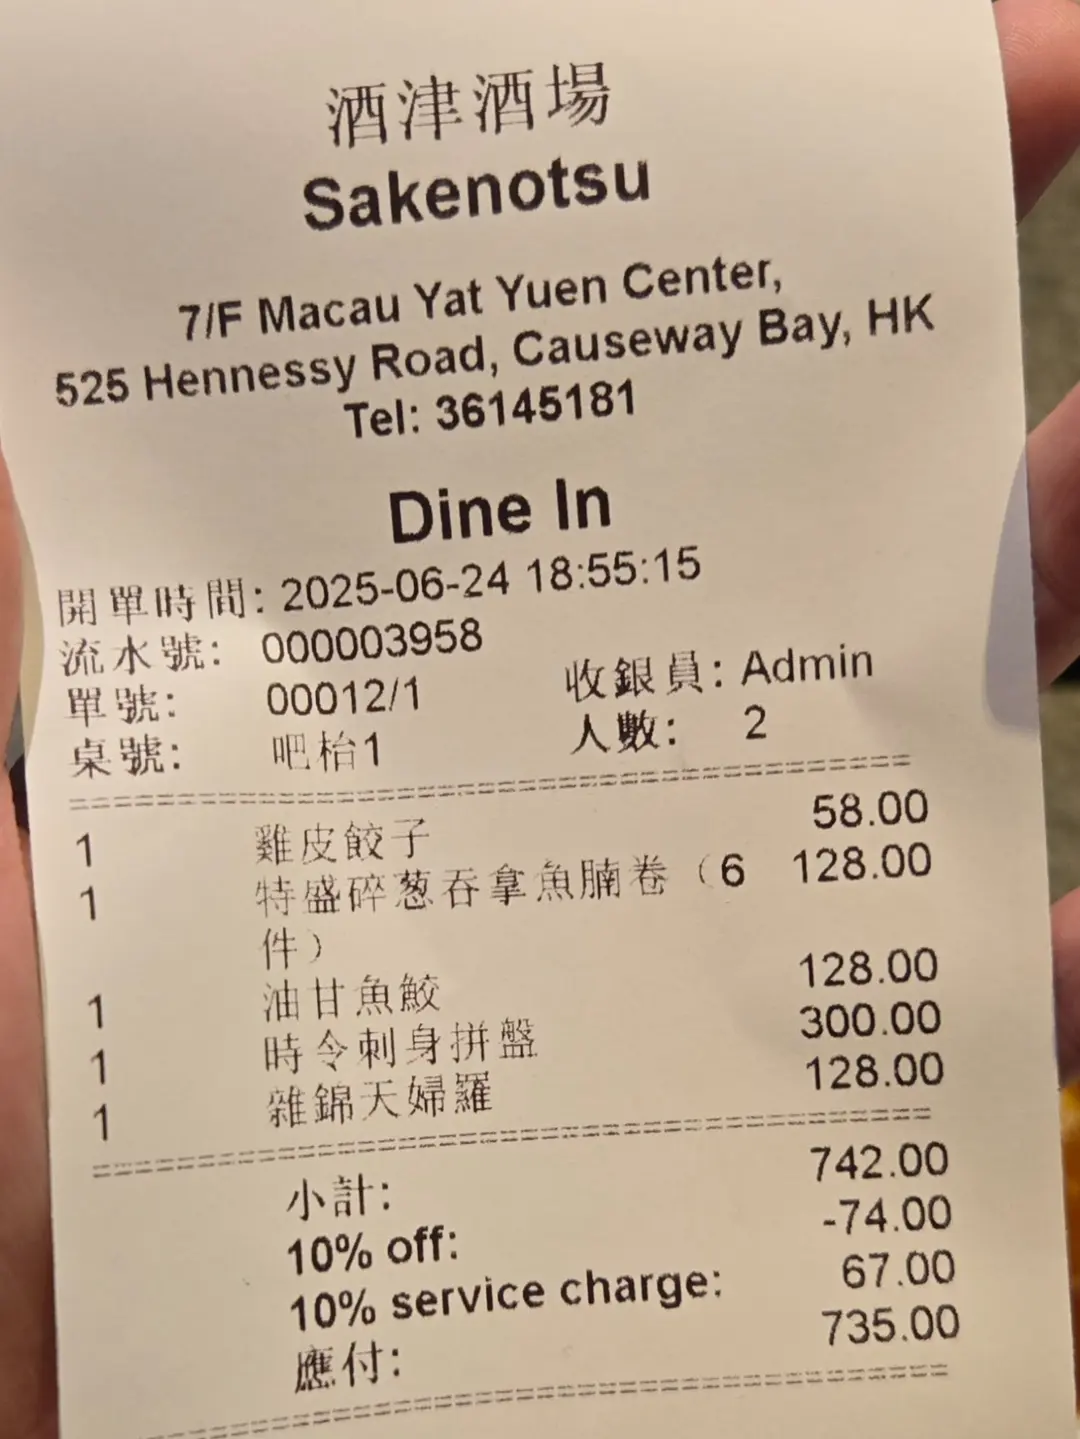 酒津酒場
Sakenotsu
7/F Macau Yat Yuen Center,
525 Hennessy Road, Causeway Bay, HK
Tel: 36145181
Dine In
開單時間: 2025-06-24 18:55:15
流水號: 000003958
單號: 00012/1 收銀員: Admin
桌號: 吧枱1 人數: 2
1 雞皮餃子 58.00
1 特盛碎葱吞拿魚腩卷（6 128.00
件）
1 油甘魚鮫 128.00
1 時令刺身拼盤 300.00
1 雜錦天婦羅 128.00
小計: 742.00
10% off: -74.00
10% service charge: 67.00
應付: 735.00